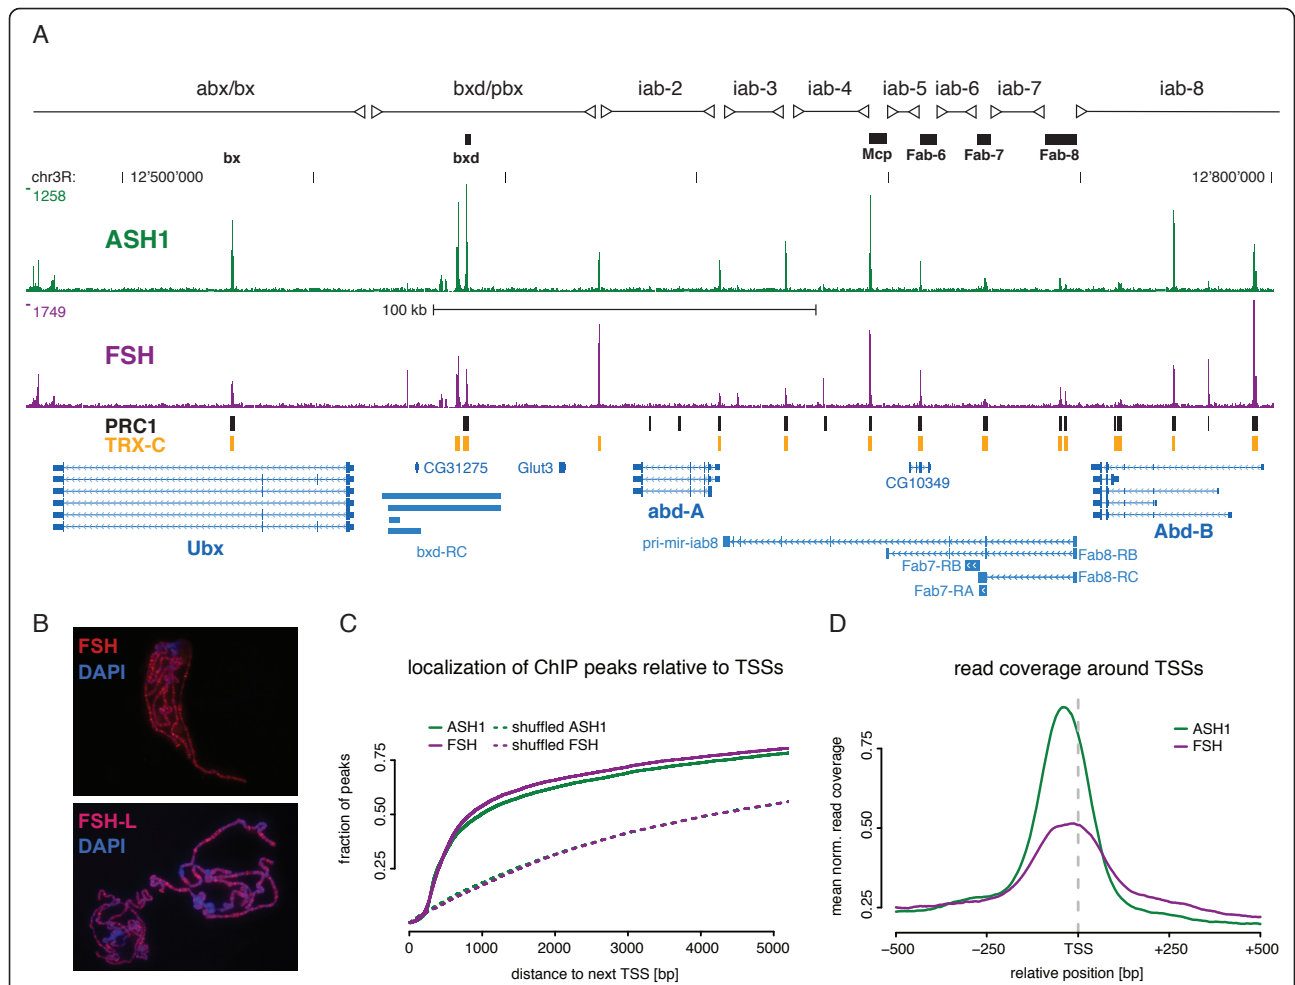 A
abx/bx bxd/pbx iab-2 iab-3 iab-4 iab-5 iab-6 iab-7 iab-8
bx bxd Mcp Fab-6 Fab-7 Fab-8
chr3R: 12'500'000 12'800'000
1258
ASH1
1749
100 kb
FSH
PRC1
TRX-C
CG31275 Glut3
CG10349
Ubx abd-A Abd-B
bxd-RC
pri-mir-iab8
Fab8-RB
Fab7-RB
Fab8-RC
Fab7-RA
B
FSH
DAPI
FSH-L
DAPI
C
localization of ChIP peaks relative to TSSs
ASH1 shuffled ASH1
FSH shuffled FSH
fraction of peaks
0.75
0.50
0.25
0 1000 2000 3000 4000 5000
distance to next TSS [bp]
D
read coverage around TSSs
ASH1
FSH
mean norm. read coverage
0.75
0.50
0.25
−500 −250 TSS +250 +500
relative position [bp]